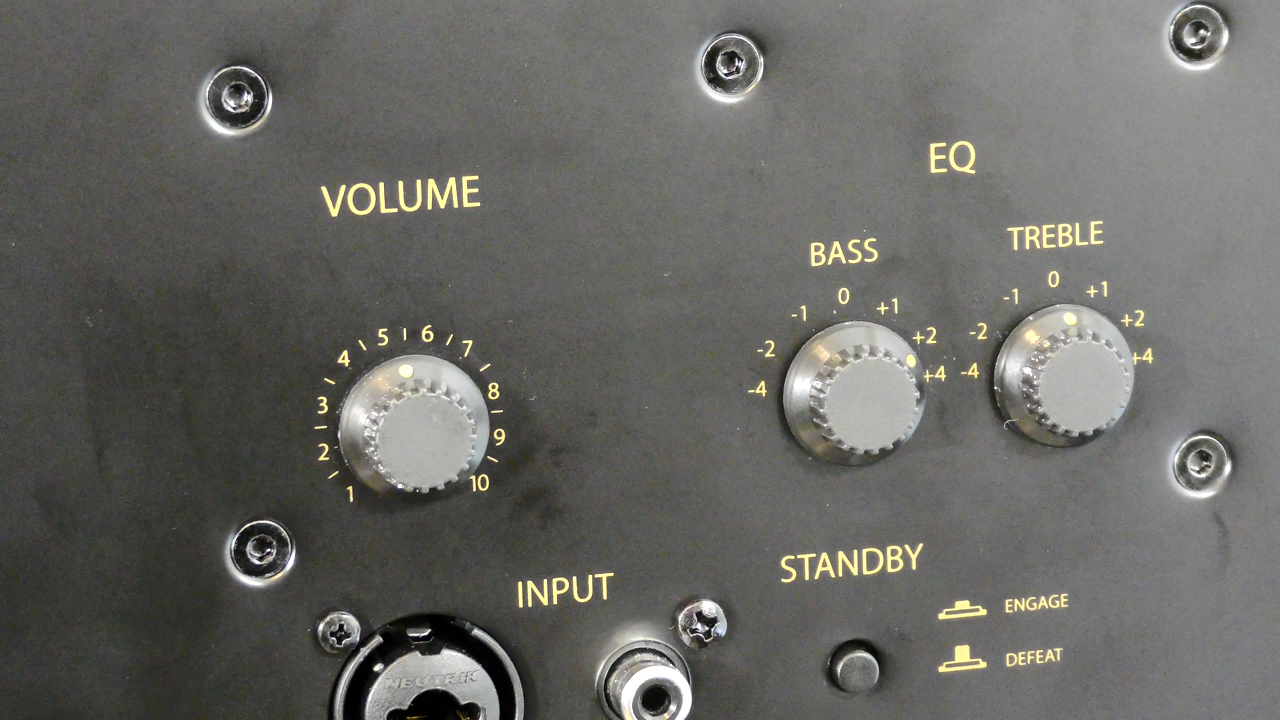 VOLUME
1 2 3 4 5 6 7 8 9 10
EQ
BASS
-4 -2 -1 0 +1 +2 +4
TREBLE
-4 -2 -1 0 +1 +2 +4
INPUT
NEUTRIK
STANDBY
ENGAGE
DEFEAT